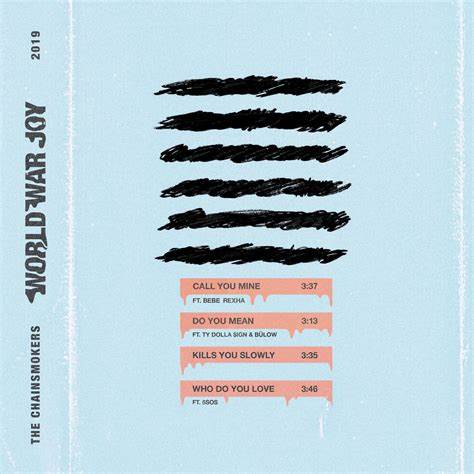 2019
WORLD WAR JOY
THE CHAINSMOKERS
CALL YOU MINE 3:37
FT. BEBE REXHA
DO YOU MEAN 3:13
FT. TY DOLLA $IGN & BÜLOW
KILLS YOU SLOWLY 3:35
WHO DO YOU LOVE 3:46
FT. 5SOS